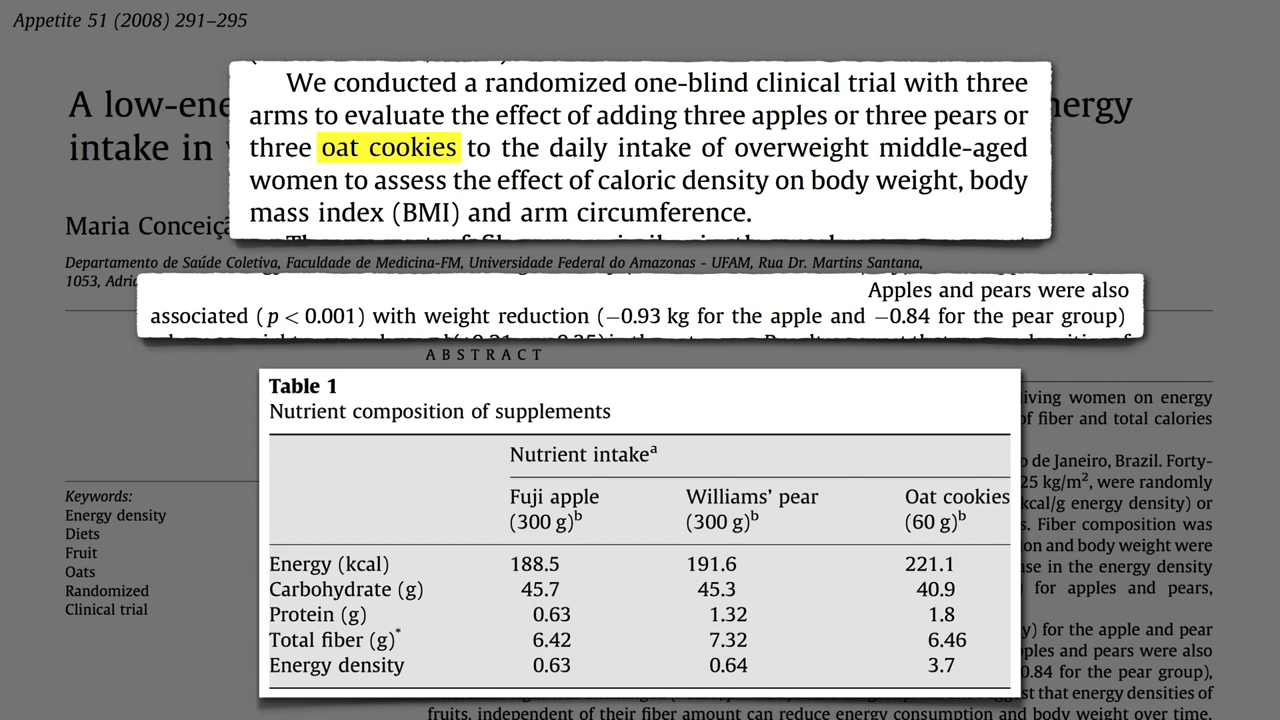 Appetite 51 (2008) 291–295
We conducted a randomized one-blind clinical trial with three
arms to evaluate the effect of adding three apples or three pears or
three oat cookies to the daily intake of overweight middle-aged
women to assess the effect of caloric density on body weight, body
mass index (BMI) and arm circumference.
A low-ene
nergy
intake in
Maria Conceiç
Departamento de Saúde Coletiva, Faculdade de Medicina-FM, Universidade Federal do Amazonas - UFAM, Rua Dr. Martins Santana,
1053, Adria
Apples and pears were also
associated (p < 0.001) with weight reduction (−0.93 kg for the apple and −0.84 for the pear group)
ABSTRACT
Table 1
Nutrient composition of supplements
Nutrient intakeᵃ
Fuji apple (300 g)ᵇ Williams' pear (300 g)ᵇ Oat cookies (60 g)ᵇ
Energy (kcal) 188.5 191.6 221.1
Carbohydrate (g) 45.7 45.3 40.9
Protein (g) 0.63 1.32 1.8
Total fiber (g)* 6.42 7.32 6.46
Energy density 0.63 0.64 3.7
Keywords:
Energy density
Diets
Fruit
Oats
Randomized
Clinical trial
iving women on energy
of fiber and total calories
o de Janeiro, Brazil. Forty-
25 kg/m², were randomly
kcal/g energy density) or
s. Fiber composition was
on and body weight were
se in the energy density
) for apples and pears,
y) for the apple and pear
ples and pears were also
0.84 for the pear group),
st that energy densities of
fruits, independent of their fiber amount can reduce energy consumption and body weight over time.